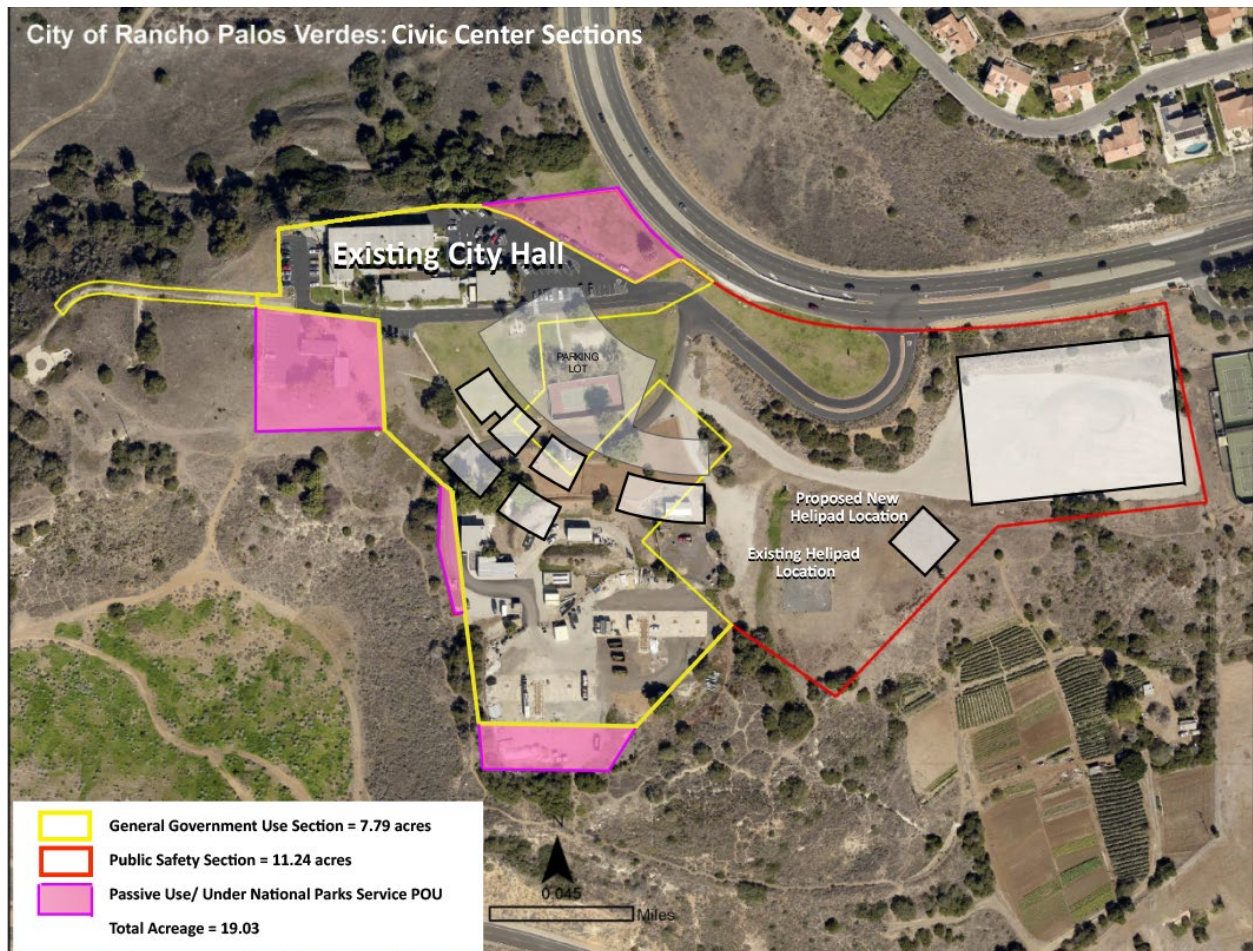 City of Rancho Palos Verdes: Civic Center Sections
Existing City Hall
PARKING
LOT
Proposed New
Helipad Location
Existing Helipad
Location
General Government Use Section = 7.79 acres
Public Safety Section = 11.24 acres
Passive Use/ Under National Parks Service POU
Total Acreage = 19.03
0.045
Miles